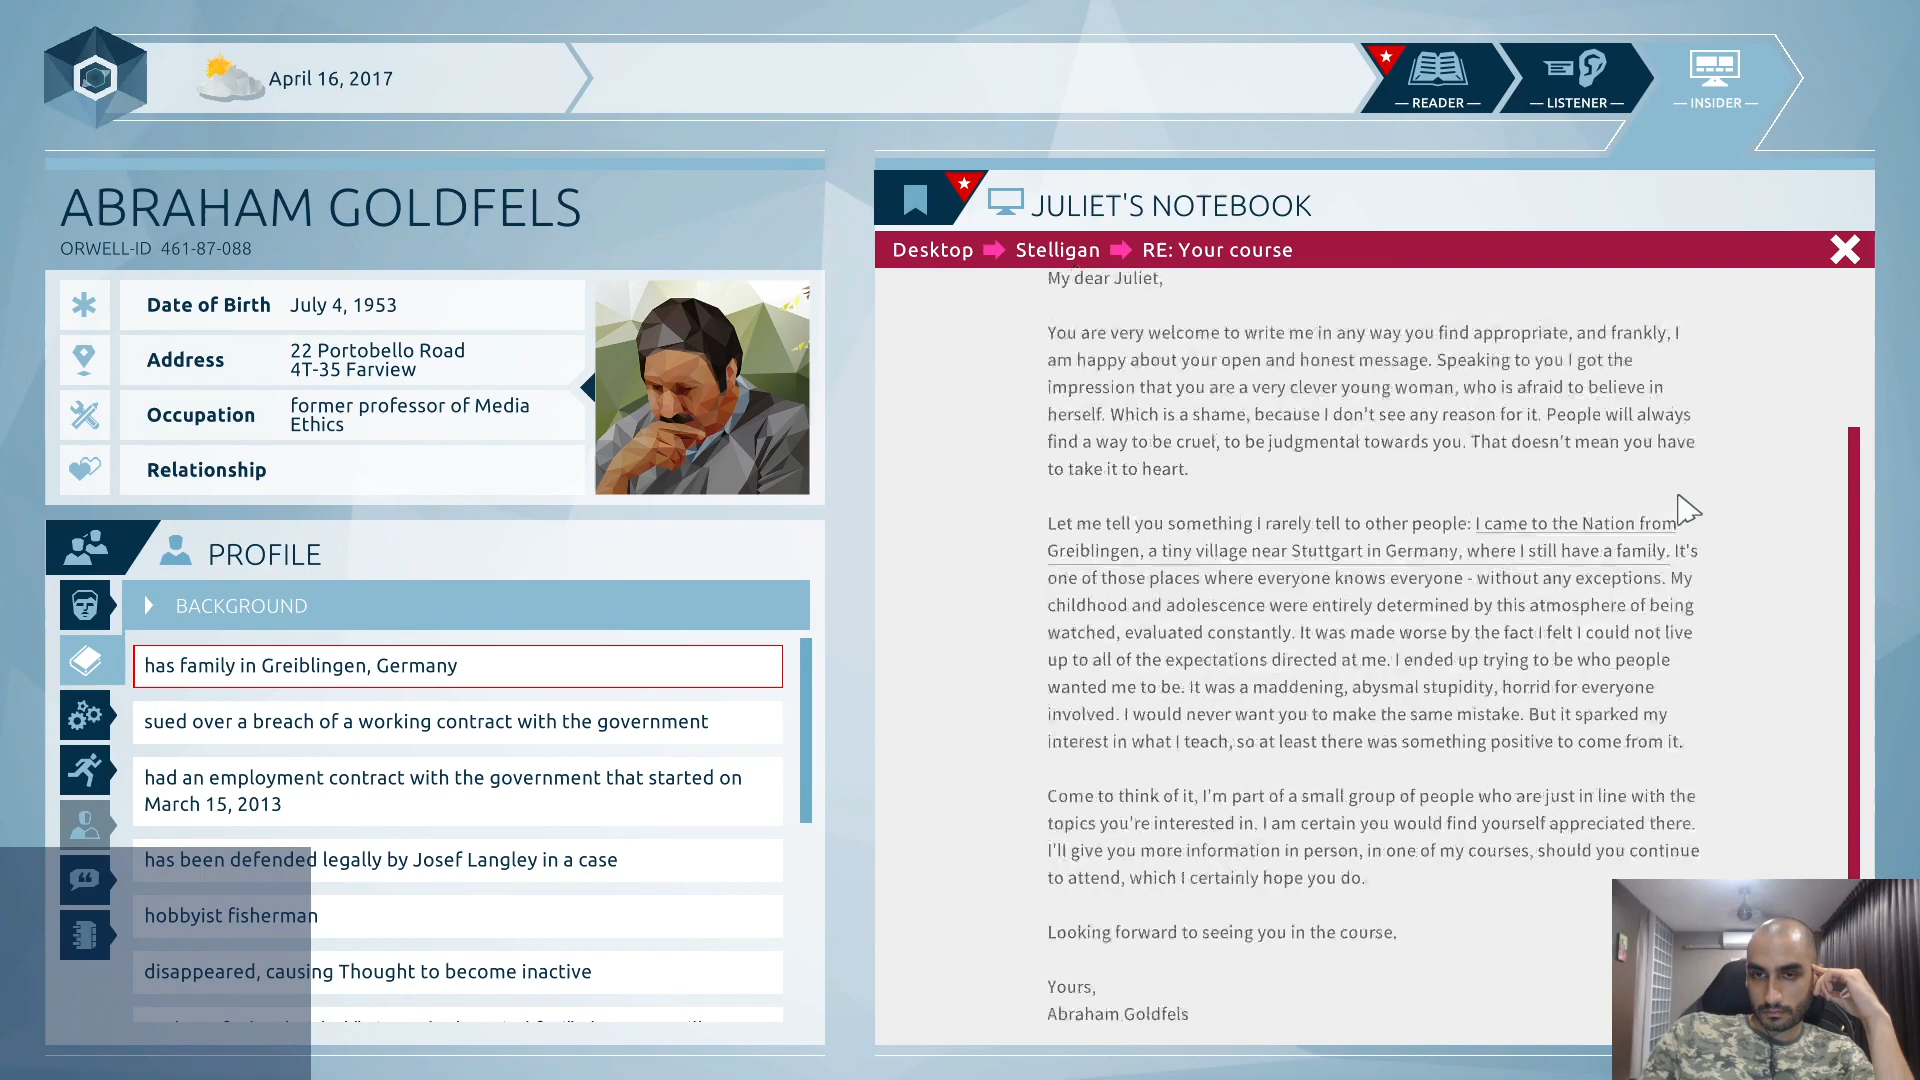 April 16, 2017
— READER —
— LISTENER —
— INSIDER —
ABRAHAM GOLDFELS
ORWELL-ID 461-87-088
Date of Birth July 4, 1953
Address 22 Portobello Road
4T-35 Farview
Occupation former professor of Media
Ethics
Relationship
PROFILE
BACKGROUND
has family in Greiblingen, Germany
sued over a breach of a working contract with the government
had an employment contract with the government that started on
March 15, 2013
has been defended legally by Josef Langley in a case
hobbyist fisherman
disappeared, causing Thought to become inactive
JULIET'S NOTEBOOK
Desktop Stelligan RE: Your course
My dear Juliet,
You are very welcome to write me in any way you find appropriate, and frankly, I
am happy about your open and honest message. Speaking to you I got the
impression that you are a very clever young woman, who is afraid to believe in
herself. Which is a shame, because I don't see any reason for it. People will always
find a way to be cruel, to be judgmental towards you. That doesn't mean you have
to take it to heart.
Let me tell you something I rarely tell to other people: I came to the Nation from
Greiblingen, a tiny village near Stuttgart in Germany, where I still have a family. It's
one of those places where everyone knows everyone - without any exceptions. My
childhood and adolescence were entirely determined by this atmosphere of being
watched, evaluated constantly. It was made worse by the fact I felt I could not live
up to all of the expectations directed at me. I ended up trying to be who people
wanted me to be. It was a maddening, abysmal stupidity, horrid for everyone
involved. I would never want you to make the same mistake. But it sparked my
interest in what I teach, so at least there was something positive to come from it.
Come to think of it, I'm part of a small group of people who are just in line with the
topics you're interested in. I am certain you would find yourself appreciated there.
I'll give you more information in person, in one of my courses, should you continue
to attend, which I certainly hope you do.
Looking forward to seeing you in the course,
Yours,
Abraham Goldfels